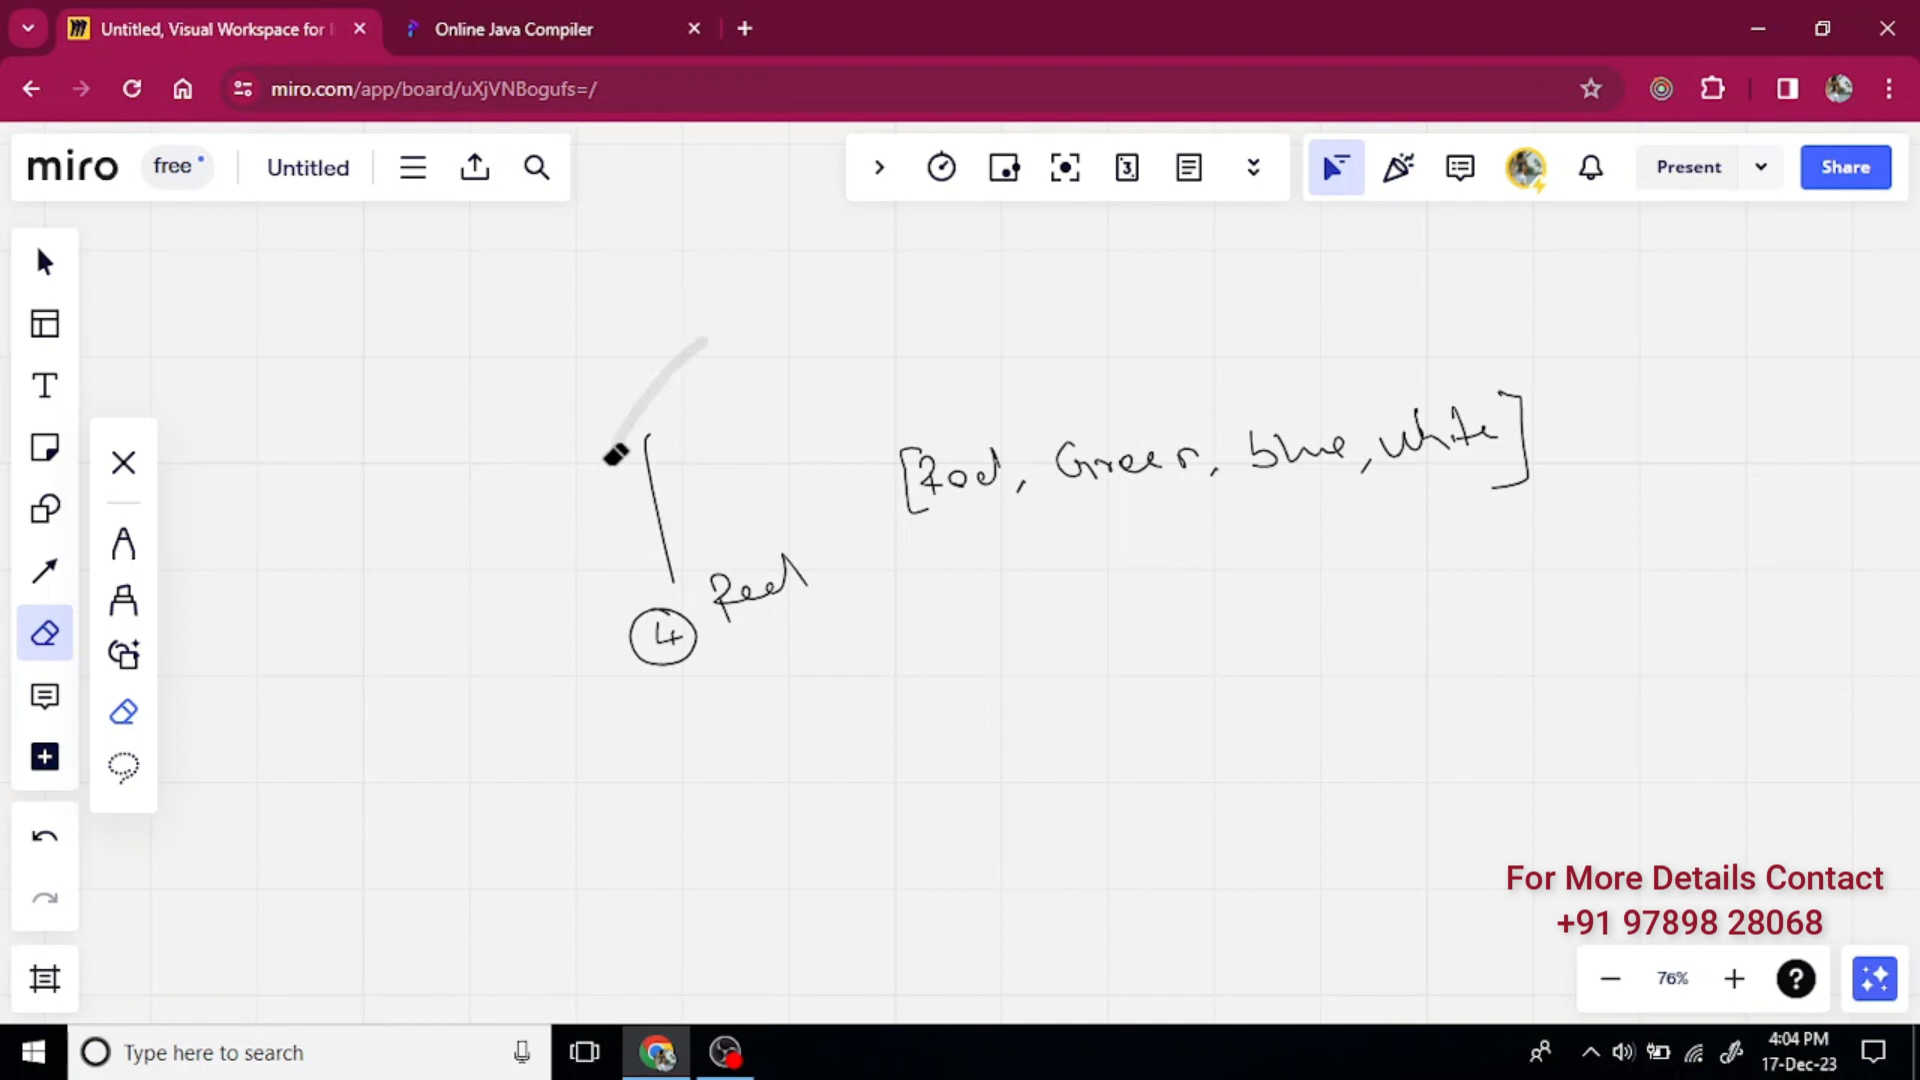 Untitled, Visual Workspace for I
Online Java Compiler
miro.com/app/board/uXjVNBogufs=/
miro free Untitled
3
Present
Share
T
[Red, Green, blue, white]
Red
4
For More Details Contact
+91 97898 28068
76%
?
Type here to search
4:04 PM
17-Dec-23